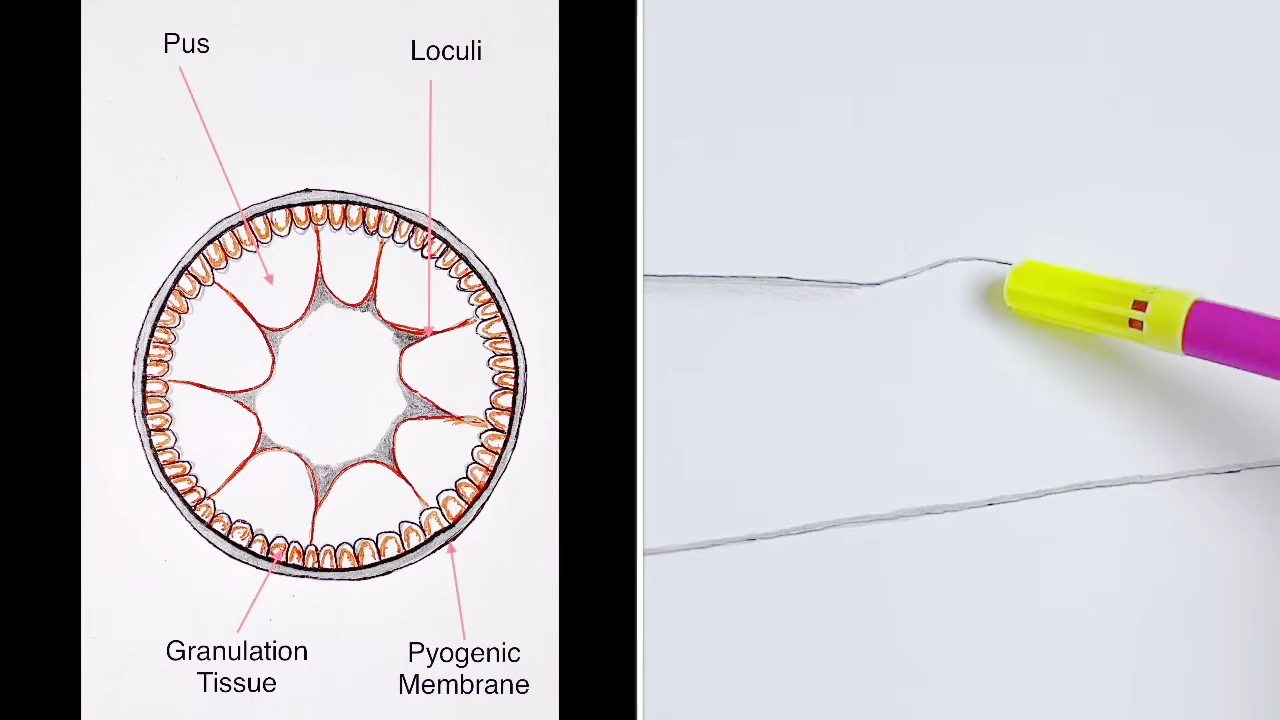 Pus
Loculi
Granulation
Tissue
Pyogenic
Membrane